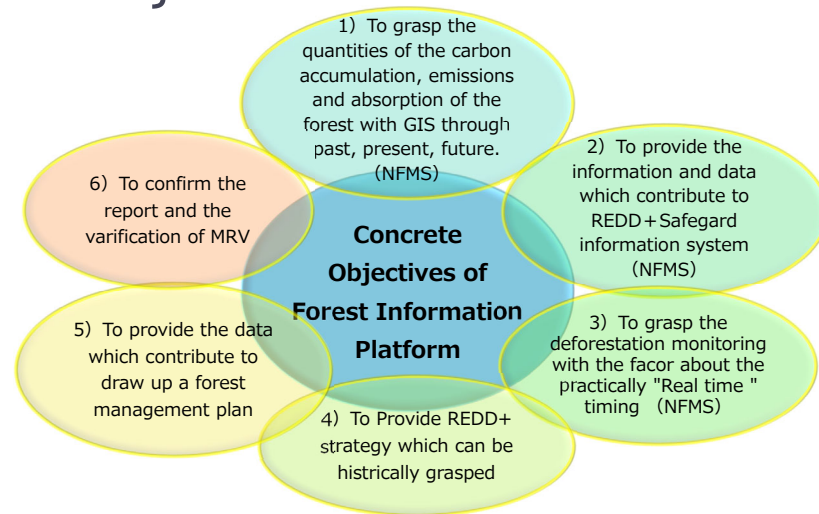 1) To grasp the
quantities of the carbon
accumulation, emissions
and absorption of the
forest with GIS through
past, present, future.
(NFMS)
2) To provide the
information and data
which contribute to
REDD+Safegard
information system
(NFMS)
3) To grasp the
deforestation monitoring
with the facor about the
practically "Real time "
timing (NFMS)
4) To Provide REDD+
strategy which can be
histrically grasped
5) To provide the data
which contribute to
draw up a forest
management plan
6) To confirm the
report and the
varification of MRV
Concrete
Objectives of
Forest Information
Platform